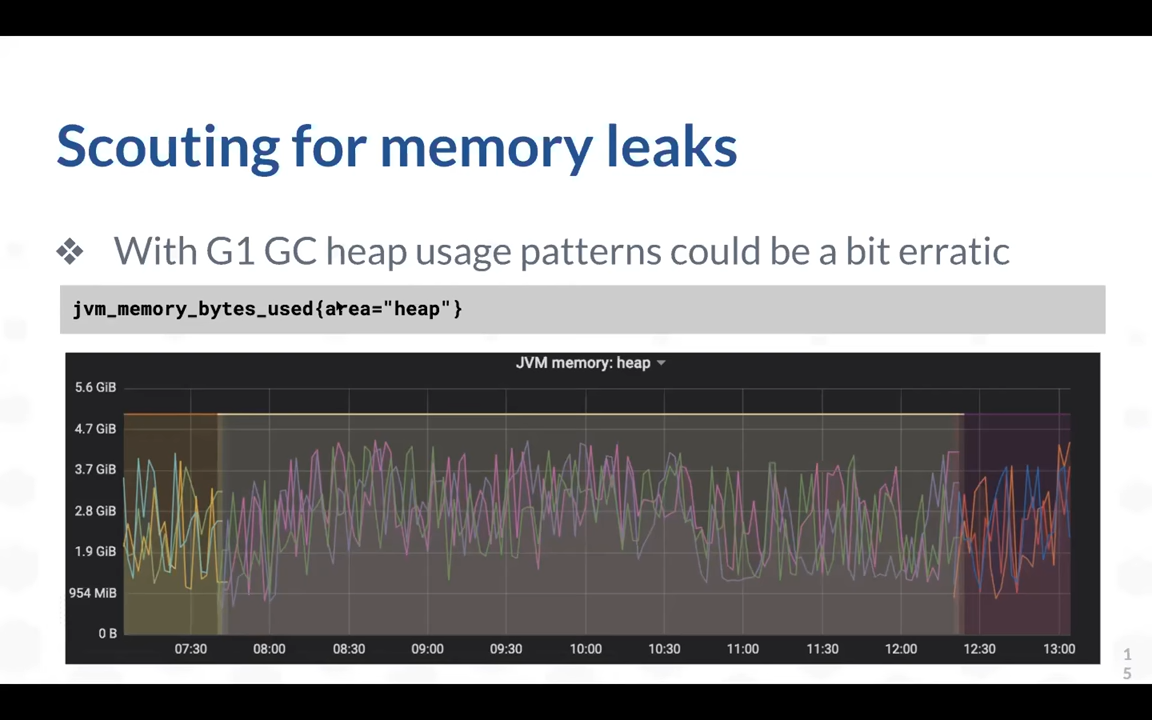 Scouting for memory leaks
❖ With G1 GC heap usage patterns could be a bit erratic
jvm_memory_bytes_used{area="heap"}
JVM memory: heap
5.6 GiB
4.7 GiB
3.7 GiB
2.8 GiB
1.9 GiB
954 MiB
0 B
07:30 08:00 08:30 09:00 09:30 10:00 10:30 11:00 11:30 12:00 12:30 13:00
1
5